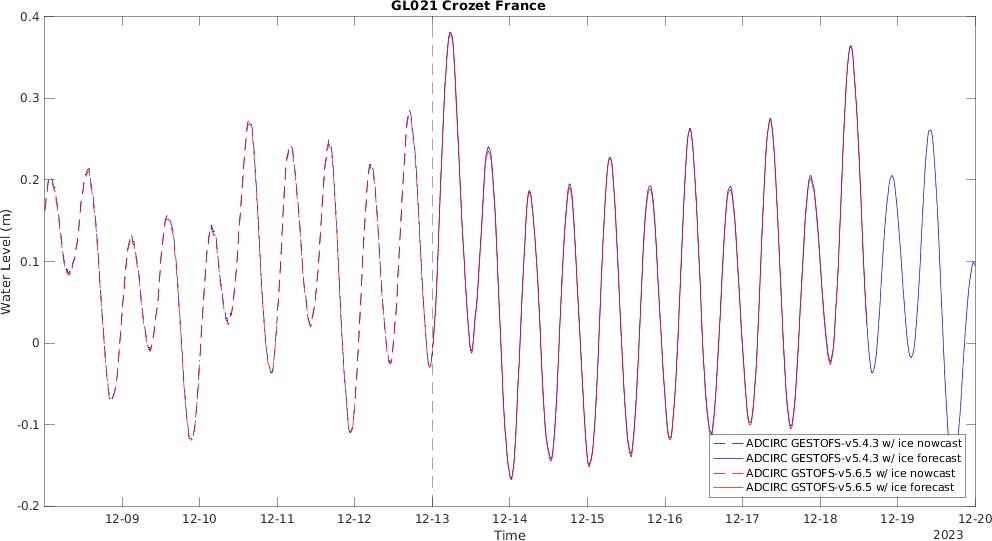 GL021 Crozet France
0.4
0.3
0.2
0.1
0
-0.1
-0.2
Water Level (m)
ADCIRC GESTOFS-v5.4.3 w/ ice nowcast
ADCIRC GESTOFS-v5.4.3 w/ ice forecast
ADCIRC GSTOFS-v5.6.5 w/ ice nowcast
ADCIRC GSTOFS-v5.6.5 w/ ice forecast
12-09 12-10 12-11 12-12 12-13 12-14 12-15 12-16 12-17 12-18 12-19 12-20
Time
2023